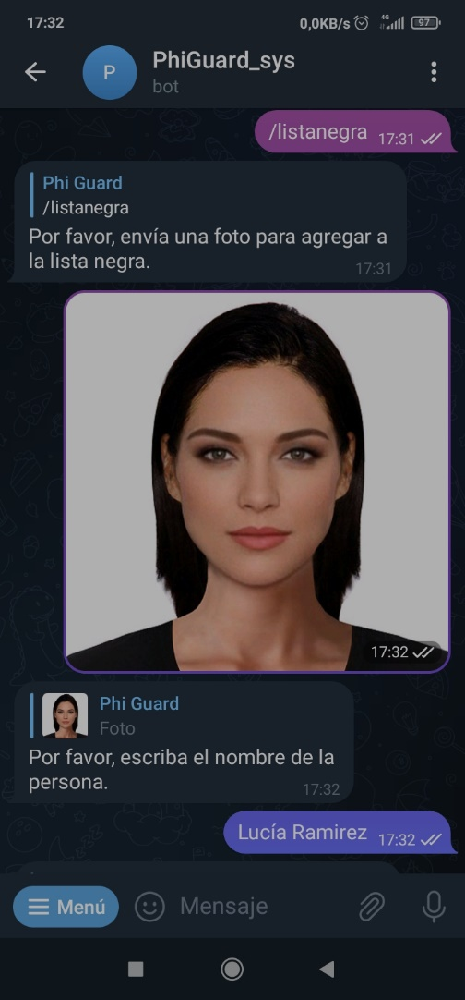 17:32
0,0KB/s 4G 97
P
PhiGuard_sys
bot
/listanegra 17:31
Phi Guard
/listanegra
Por favor, envía una foto para agregar a
la lista negra.
17:31
17:32
Phi Guard
Foto
Por favor, escriba el nombre de la
persona.
17:32
Lucía Ramirez 17:32
Menú
Mensaje